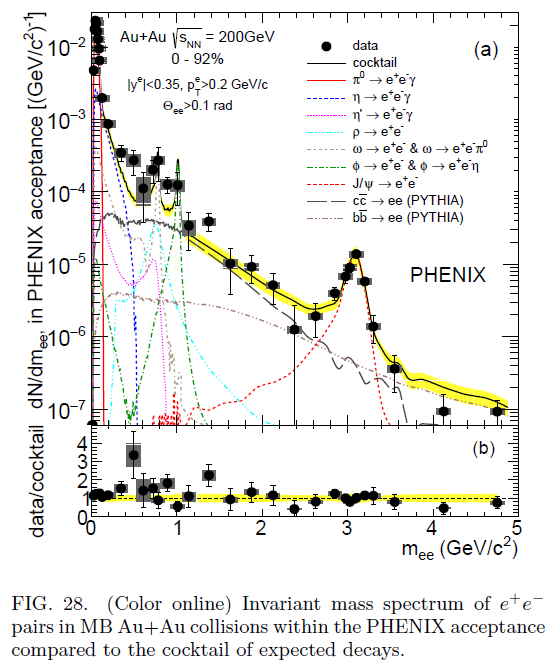 Au+Au √s_NN = 200GeV
0 - 92%
|y^e|<0.35, p_T^e>0.2 GeV/c
Θ_ee>0.1 rad
(a)
data
cocktail
π⁰ → e⁺e⁻γ
η → e⁺e⁻γ
η' → e⁺e⁻γ
ρ → e⁺e⁻
ω → e⁺e⁻ & ω → e⁺e⁻π⁰
ϕ → e⁺e⁻ & ϕ → e⁺e⁻η
J/ψ → e⁺e⁻
cc̅ → ee (PYTHIA)
bb̅ → ee (PYTHIA)
PHENIX
dN/dm_ee in PHENIX acceptance [(GeV/c²)⁻¹]
10⁻²
10⁻³
10⁻⁴
10⁻⁵
10⁻⁶
10⁻⁷
(b)
data/cocktail
4
3
2
1
0 1 2 3 4 5
m_ee (GeV/c²)
FIG. 28. (Color online) Invariant mass spectrum of e⁺e⁻
pairs in MB Au+Au collisions within the PHENIX acceptance
compared to the cocktail of expected decays.